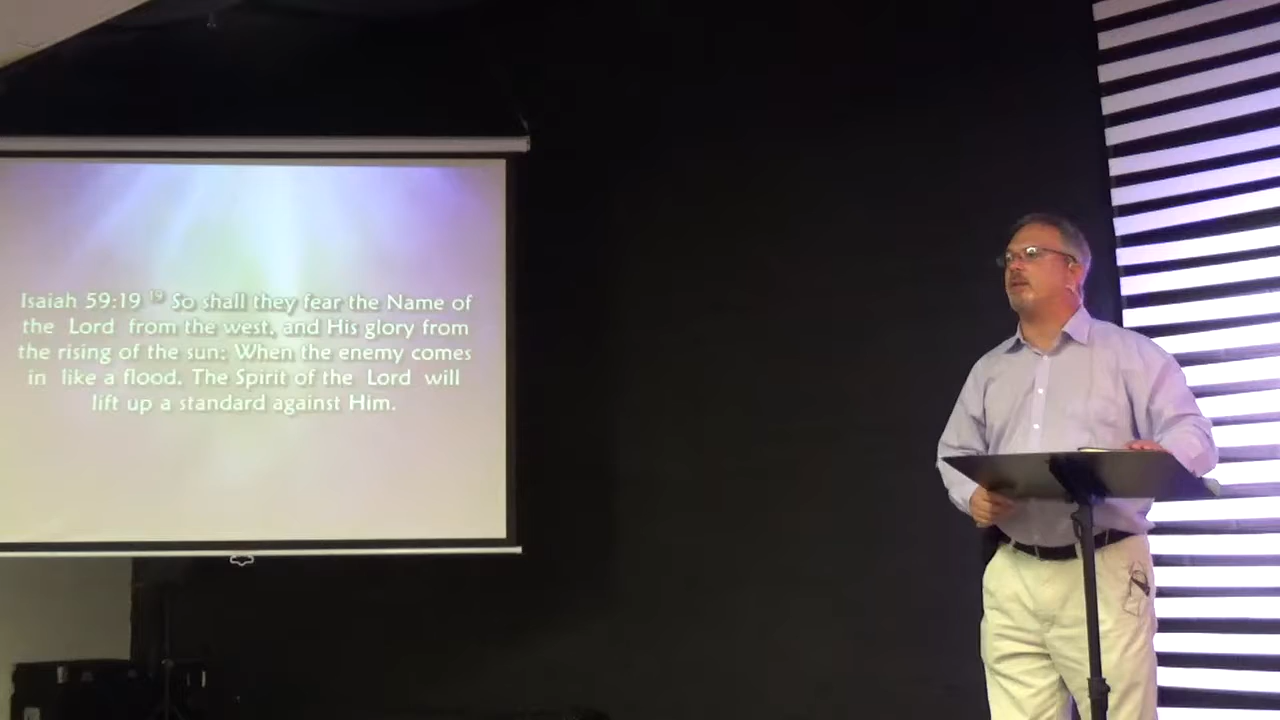 Isaiah 59:19 19 So shall they fear the Name of
the Lord from the west, and His glory from
the rising of the sun; When the enemy comes
in like a flood, The Spirit of the Lord will
lift up a standard against Him.